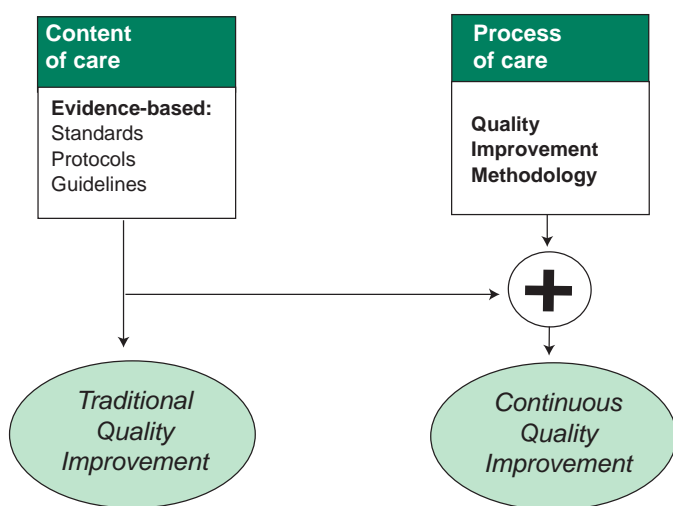 Content
of care
Evidence-based:
Standards
Protocols
Guidelines
Process
of care
Quality
Improvement
Methodology
Traditional
Quality
Improvement
Continuous
Quality
Improvement